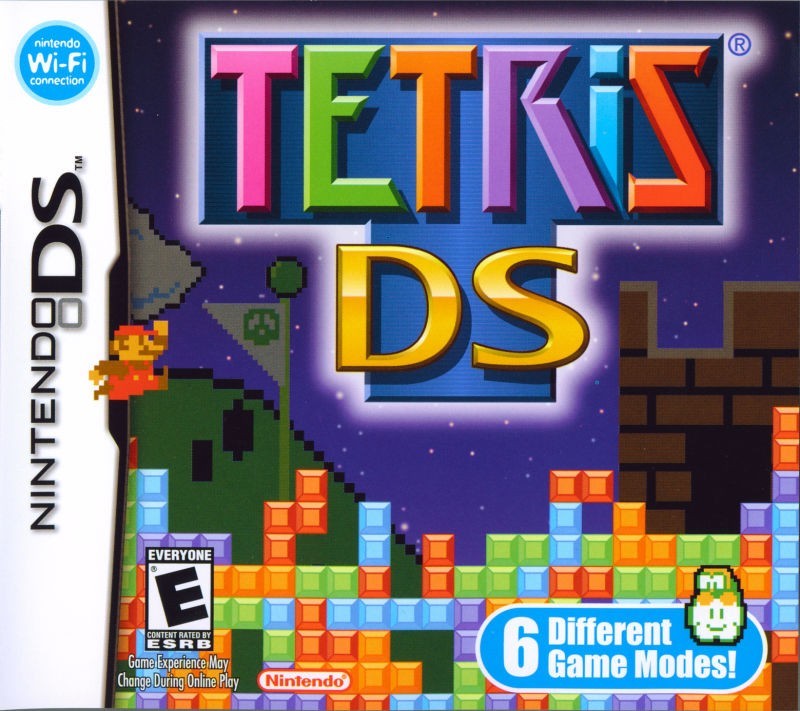 nintendo
Wi-Fi
connection
NINTENDO DS™
TETRiS®
DS
EVERYONE
E
®
CONTENT RATED BY
ESRB
Game Experience May
Change During Online Play
Nintendo®
6 Different
Game Modes!